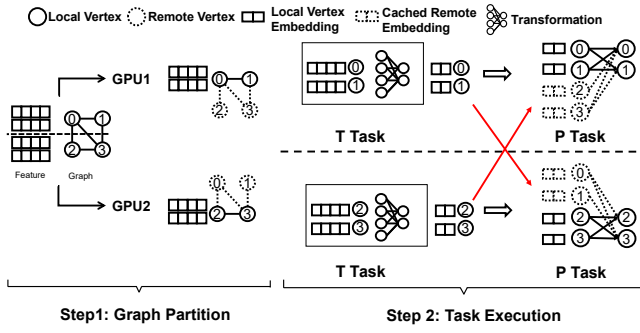 Local Vertex
Remote Vertex
Local Vertex
Embedding
Cached Remote
Embedding
Transformation
GPU1
0 1
2 3
Feature
Graph
0 1
2 3
GPU2
0 1
2 3
0
1
0
1
T Task
0 0
1 1
2
3
P Task
2
3
2
3
T Task
0
1
2 2
3 3
P Task
Step1: Graph Partition
Step 2: Task Execution